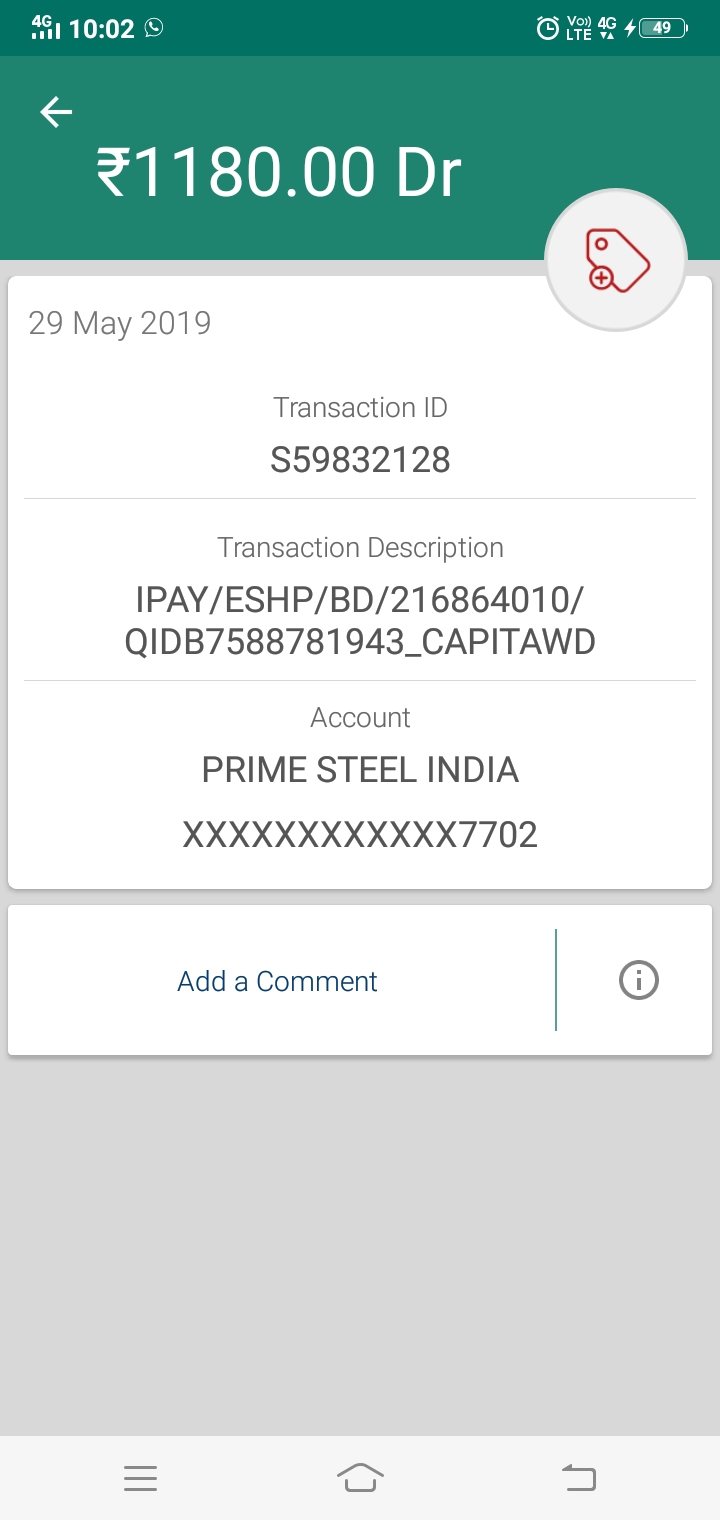 4G 10:02 Vo)) LTE 4G 49
₹1180.00 Dr
29 May 2019
Transaction ID
S59832128
Transaction Description
IPAY/ESHP/BD/216864010/
QIDB7588781943_CAPITAWD
Account
PRIME STEEL INDIA
XXXXXXXXXXXX7702
Add a Comment